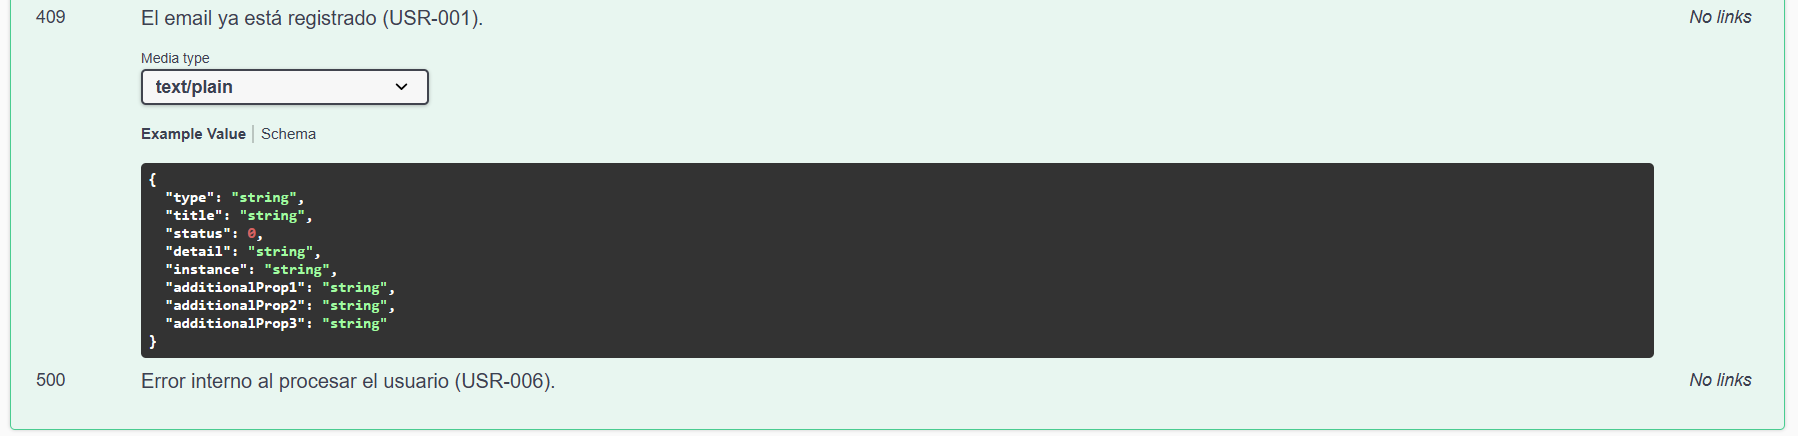 409 El email ya está registrado (USR-001). No links
Media type
text/plain
Example Value Schema
{
  "type": "string",
  "title": "string",
  "status": 0,
  "detail": "string",
  "instance": "string",
  "additionalProp1": "string",
  "additionalProp2": "string",
  "additionalProp3": "string"
}
500 Error interno al procesar el usuario (USR-006). No links